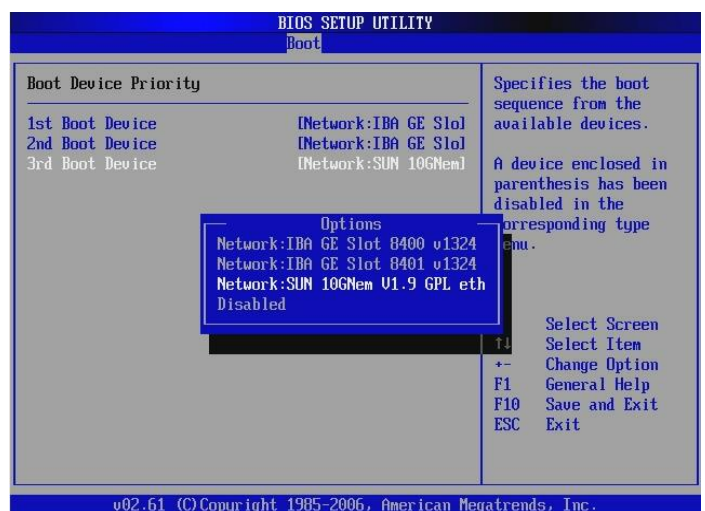 BIOS SETUP UTILITY
Boot
Boot Device Priority
1st Boot Device [Network:IBA GE Slo]
2nd Boot Device [Network:IBA GE Slo]
3rd Boot Device [Network:SUN 10GNem]
Options
Network:IBA GE Slot 8400 v1324
Network:IBA GE Slot 8401 v1324
Network:SUN 10GNem V1.9 GPL eth
Disabled
Specifies the boot
sequence from the
available devices.
A device enclosed in
parenthesis has been
disabled in the
corresponding type
menu.
Select Screen
↑↓ Select Item
+- Change Option
F1 General Help
F10 Save and Exit
ESC Exit
v02.61 (C)Copyright 1985-2006, American Megatrends, Inc.